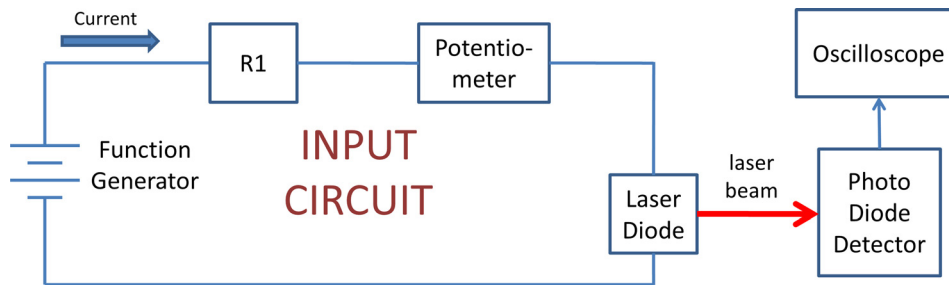 Current
R1
Potentio-
meter
Oscilloscope
Function
Generator
INPUT
CIRCUIT
laser
beam
Laser
Diode
Photo
Diode
Detector